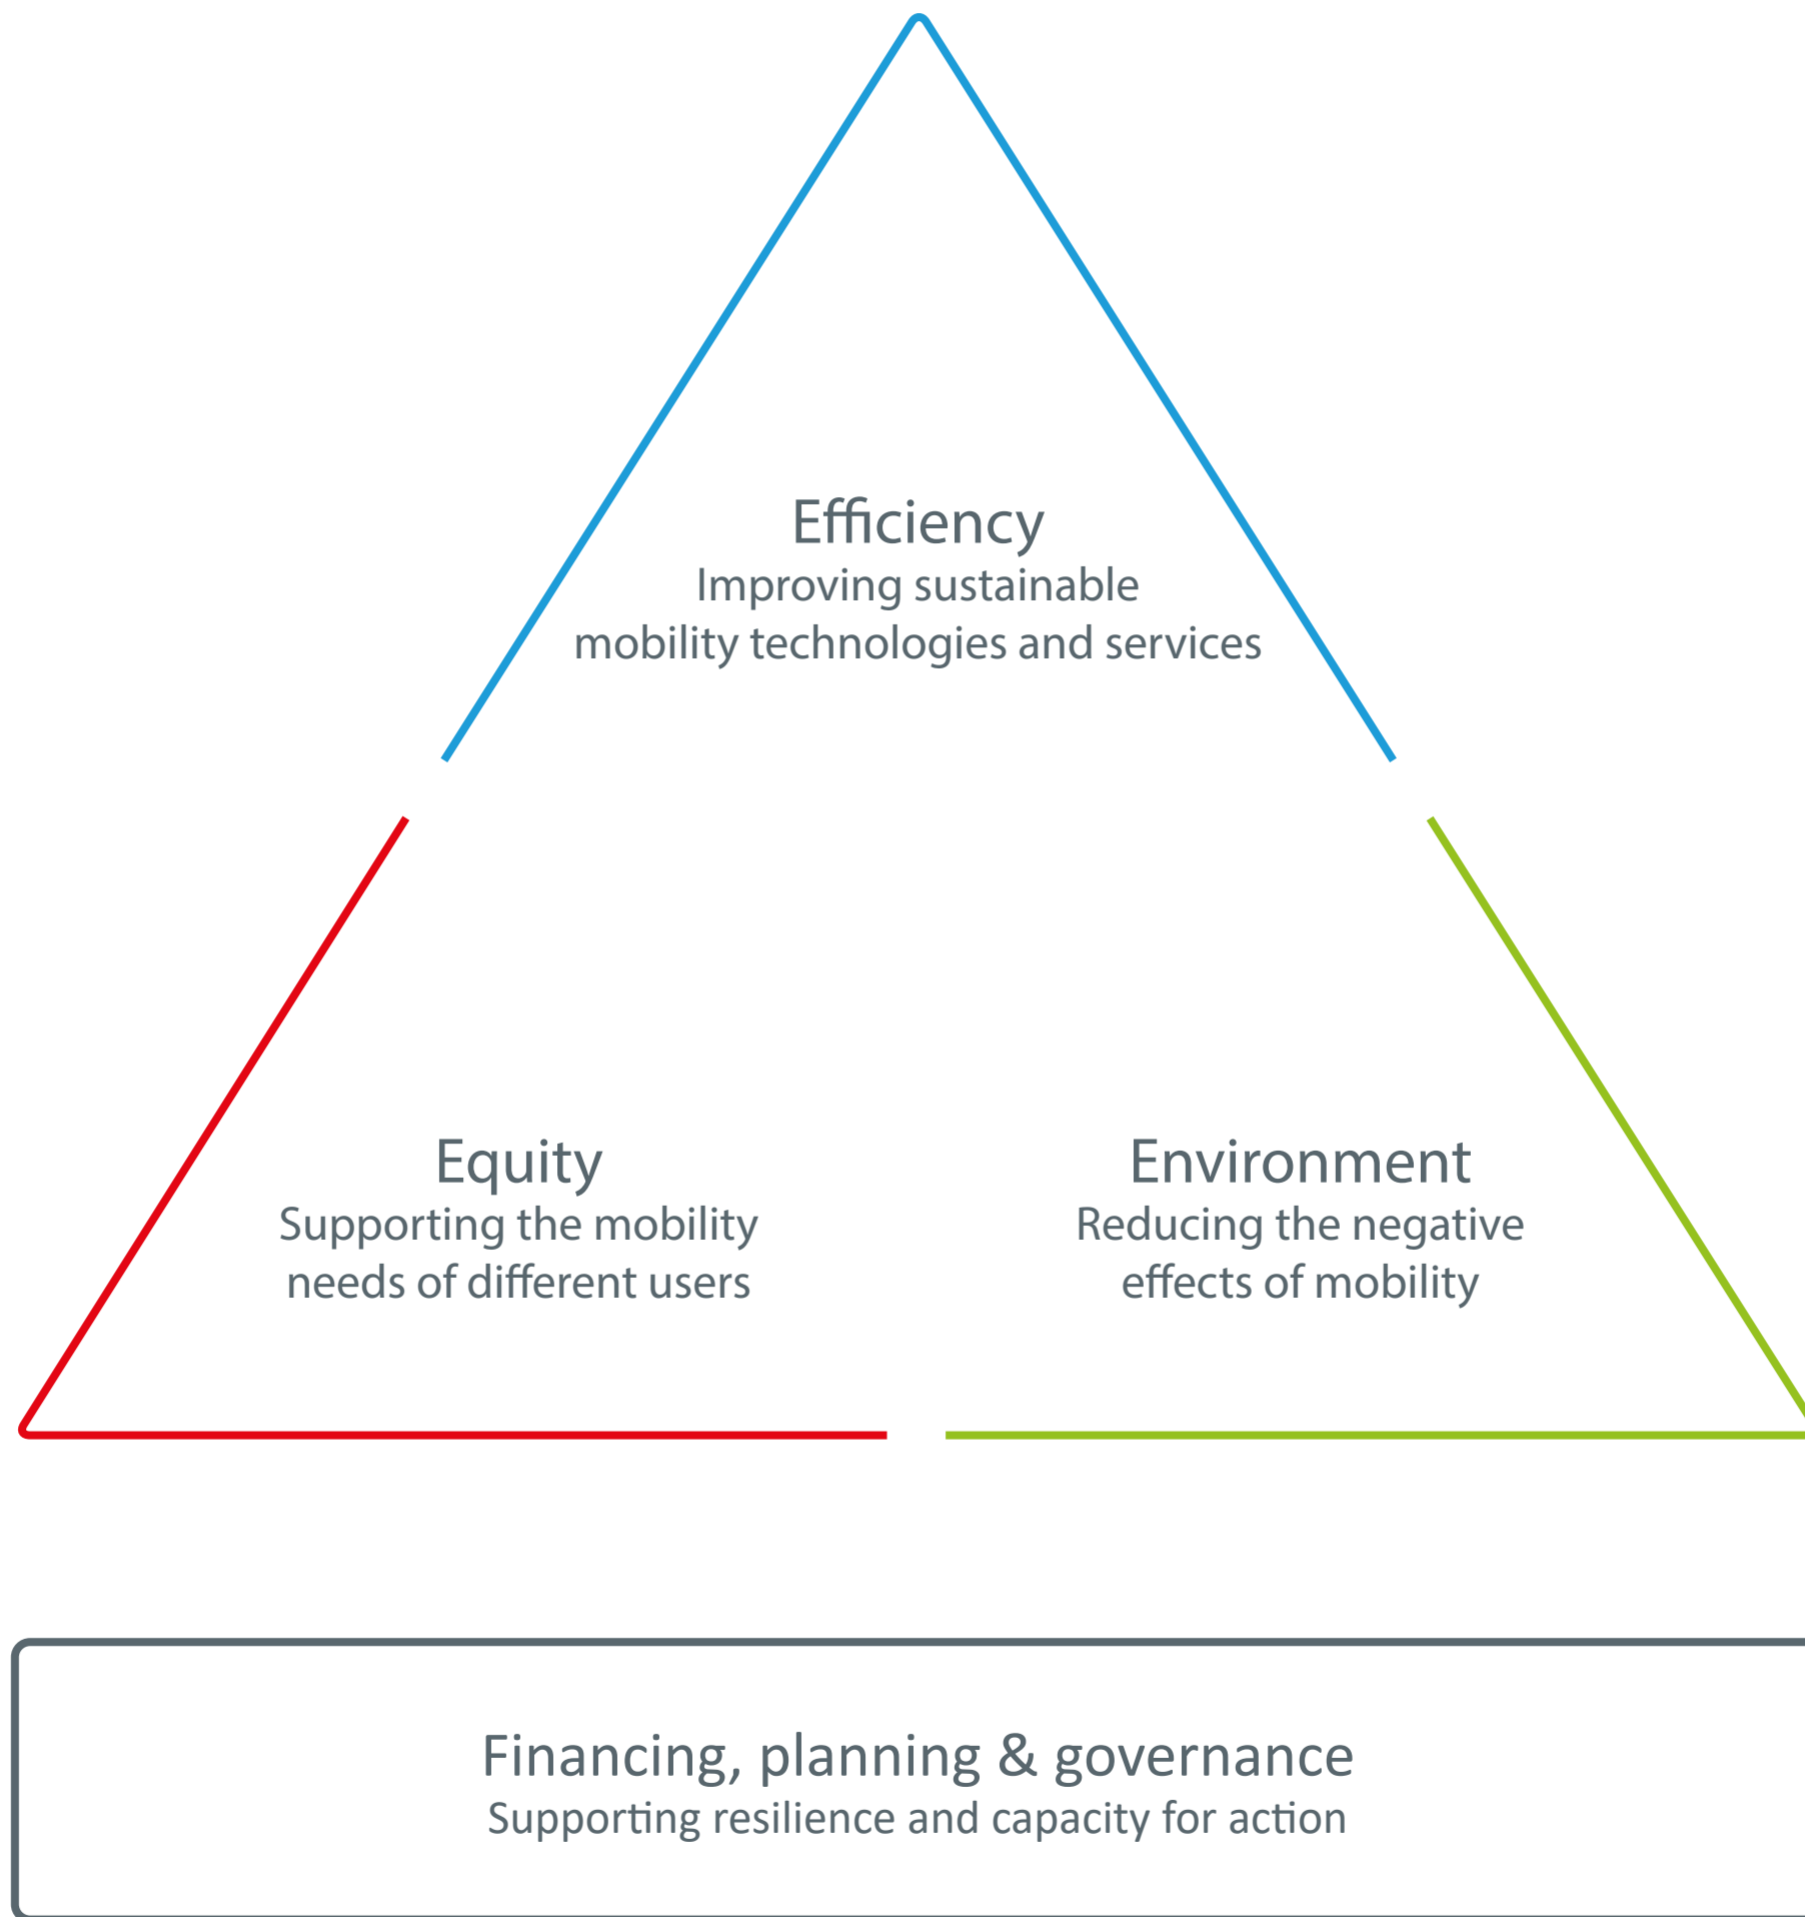 Efficiency
Improving sustainable
mobility technologies and services
Equity
Supporting the mobility
needs of different users
Environment
Reducing the negative
effects of mobility
Financing, planning & governance
Supporting resilience and capacity for action